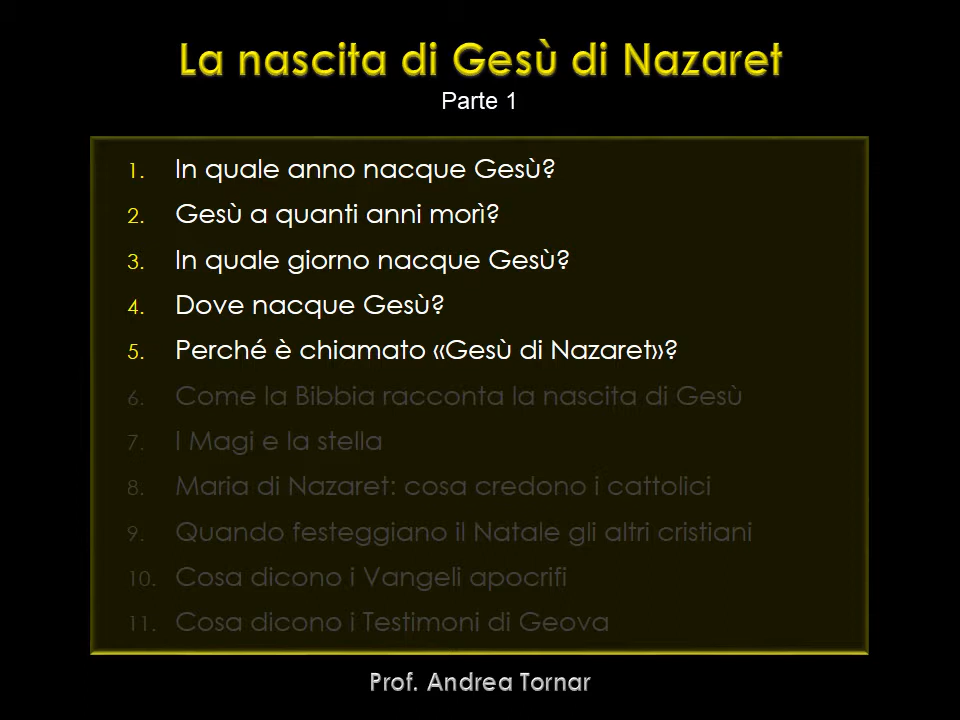 La nascita di Gesù di Nazaret
Parte 1
1. In quale anno nacque Gesù?
2. Gesù a quanti anni morì?
3. In quale giorno nacque Gesù?
4. Dove nacque Gesù?
5. Perché è chiamato «Gesù di Nazaret»?
6. Come la Bibbia racconta la nascita di Gesù
7. I Magi e la stella
8. Maria di Nazaret: cosa credono i cattolici
9. Quando festeggiano il Natale gli altri cristiani
10. Cosa dicono i Vangeli apocrifi
11. Cosa dicono i Testimoni di Geova
Prof. Andrea Tornar